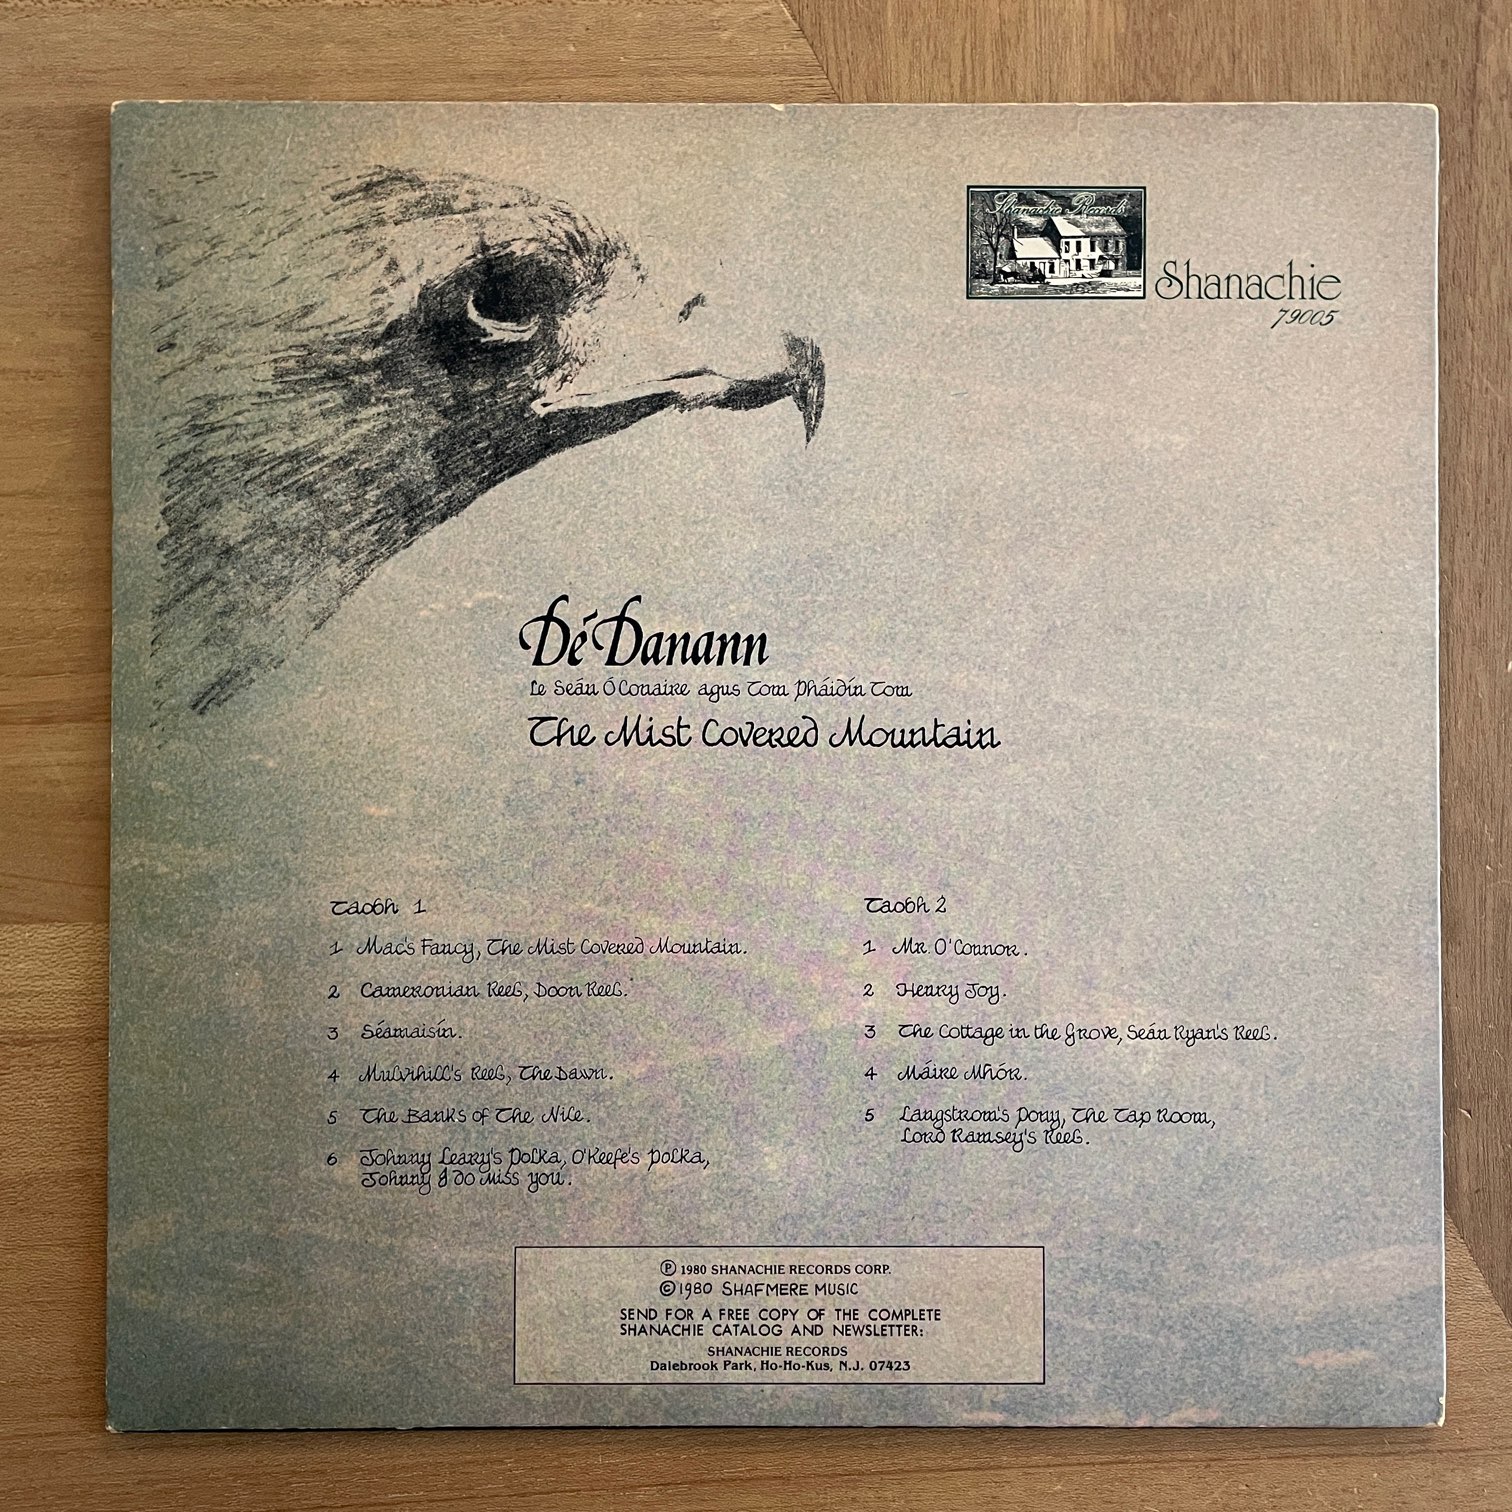 Shanachie Records
Shanachie
79005
Dé Danann
le Seán Ó Conaire agus Tom Pháidín Tom
The Mist Covered Mountain
Taobh 1
1 Mac's Fancy, The Mist Covered Mountain.
2 Cameronian Reel, Doon Reel.
3 Séamaisín.
4 Mulvihill's Reel, The Dawn.
5 The Banks of The Nile.
6 Johnny Leary's Polka, O'Keefe's Polka,
Johnny I do Miss you.
Taobh 2
1 Mr. O'Connor.
2 Henry Joy.
3 The Cottage in the Grove, Seán Ryan's Reel.
4 Máire Mhór.
5 Langstrom's Pony, The Tap Room,
Lord Ramsey's Reel.
℗ 1980 SHANACHIE RECORDS CORP.
© 1980 SHAFMERE MUSIC
SEND FOR A FREE COPY OF THE COMPLETE
SHANACHIE CATALOG AND NEWSLETTER:
SHANACHIE RECORDS
Dalebrook Park, Ho-Ho-Kus, N.J. 07423